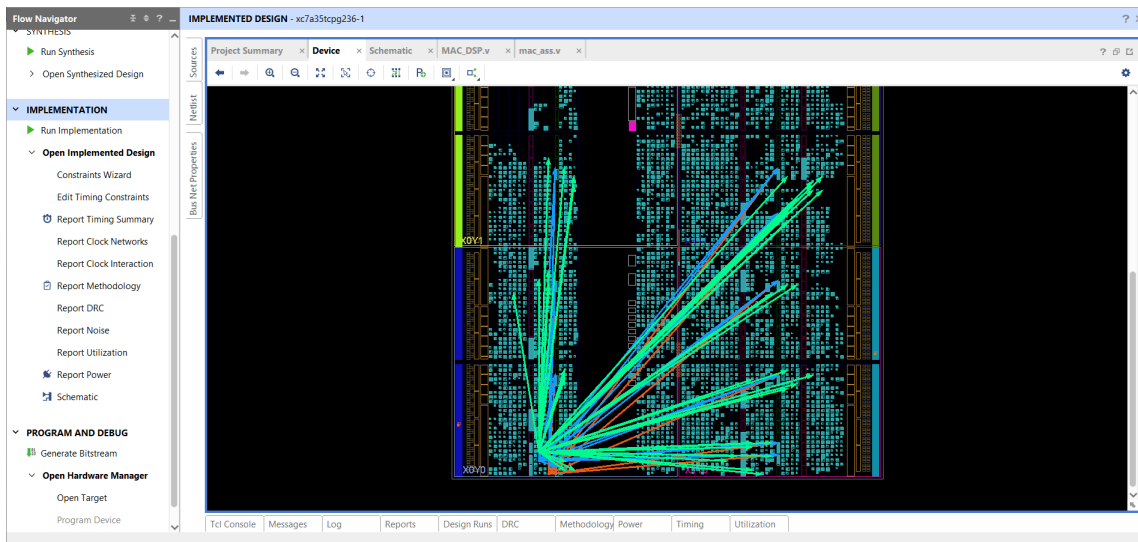 Flow Navigator
IMPLEMENTED DESIGN - xc7a35tcpg236-1
SYNTHESIS
Run Synthesis
Open Synthesized Design
IMPLEMENTATION
Run Implementation
Open Implemented Design
Constraints Wizard
Edit Timing Constraints
Report Timing Summary
Report Clock Networks
Report Clock Interaction
Report Methodology
Report DRC
Report Noise
Report Utilization
Report Power
Schematic
PROGRAM AND DEBUG
Generate Bitstream
Open Hardware Manager
Open Target
Program Device
Sources
Netlist
Bus Net Properties
Project Summary
Device
Schematic
MAC_DSP.v
mac_ass.v
X0Y1
X0Y0
Tcl Console
Messages
Log
Reports
Design Runs
DRC
Methodology
Power
Timing
Utilization